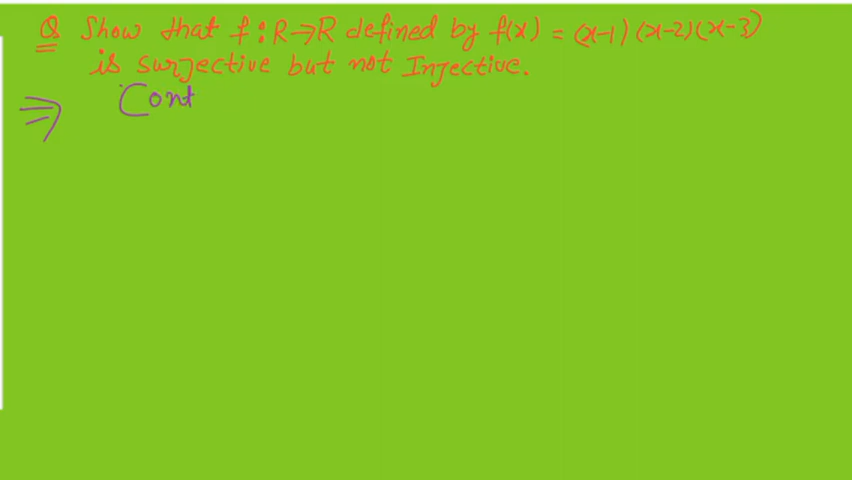 Q Show that f : R→R defined by f(x) = (x-1) (x-2)(x-3)
is surjective but not Injective.
⇒ Cont